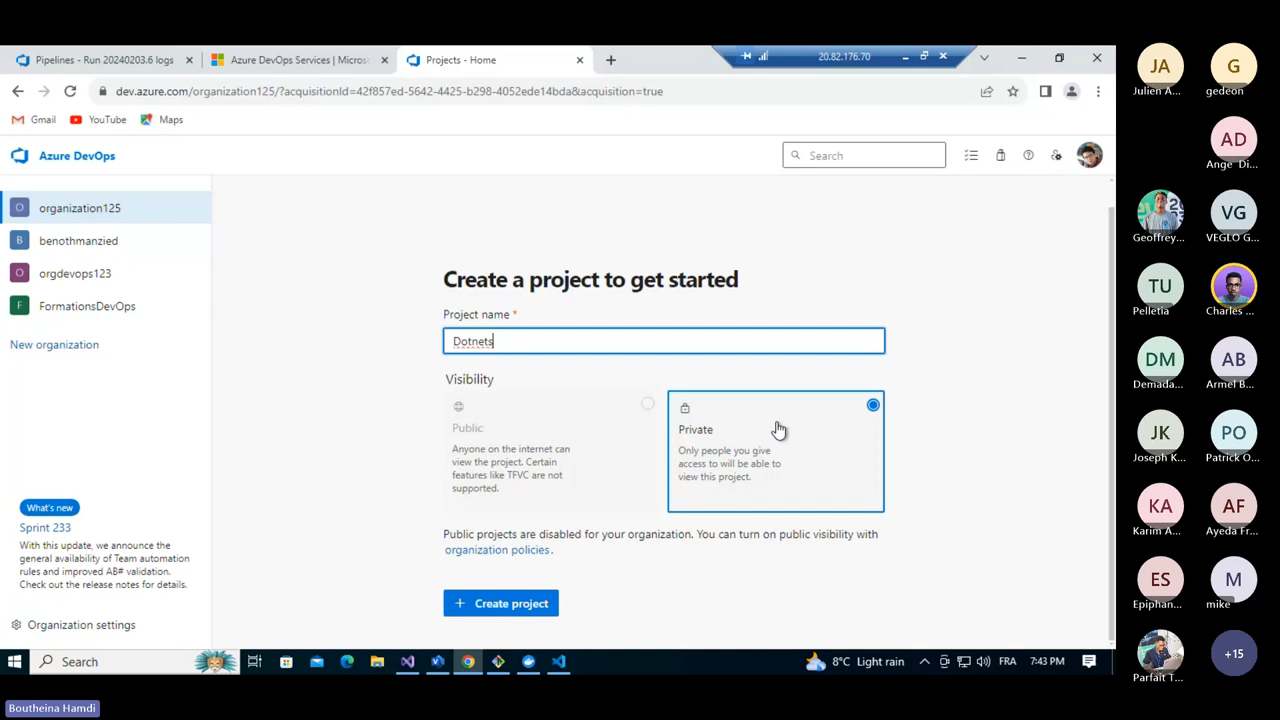 Pipelines - Run 20240203.6 logs
Azure DevOps Services | Micros
Projects - Home
20.82.176.70
dev.azure.com/organization125/?acquisitionId=42f857ed-5642-4425-b298-4052ede14bda&acquisition=true
Gmail
YouTube
Maps
Azure DevOps
Search
O organization125
B benothmanzied
O orgdevops123
F FormationsDevOps
New organization
What's new
Sprint 233
With this update, we announce the
general availability of Team automation
rules and improved AB# validation.
Check out the release notes for details.
Organization settings
Create a project to get started
Project name *
Dotnets
Visibility
Public
Anyone on the internet can
view the project. Certain
features like TFVC are not
supported.
Private
Only people you give
access to will be able to
view this project.
Public projects are disabled for your organization. You can turn on public visibility with
organization policies.
+ Create project
Search
8°C Light rain
FRA
7:43 PM
JA
Julien A...
G
gedeon
AD
Ange Di...
Geoffrey...
VG
VEGLO G...
TU
Pelletia
Charles ...
DM
Demada...
AB
Armel B...
JK
Joseph K...
PO
Patrick O...
KA
Karim A...
AF
Ayeda Fr...
ES
Epiphan...
M
mike
Parfait T...
+15
Boutheina Hamdi